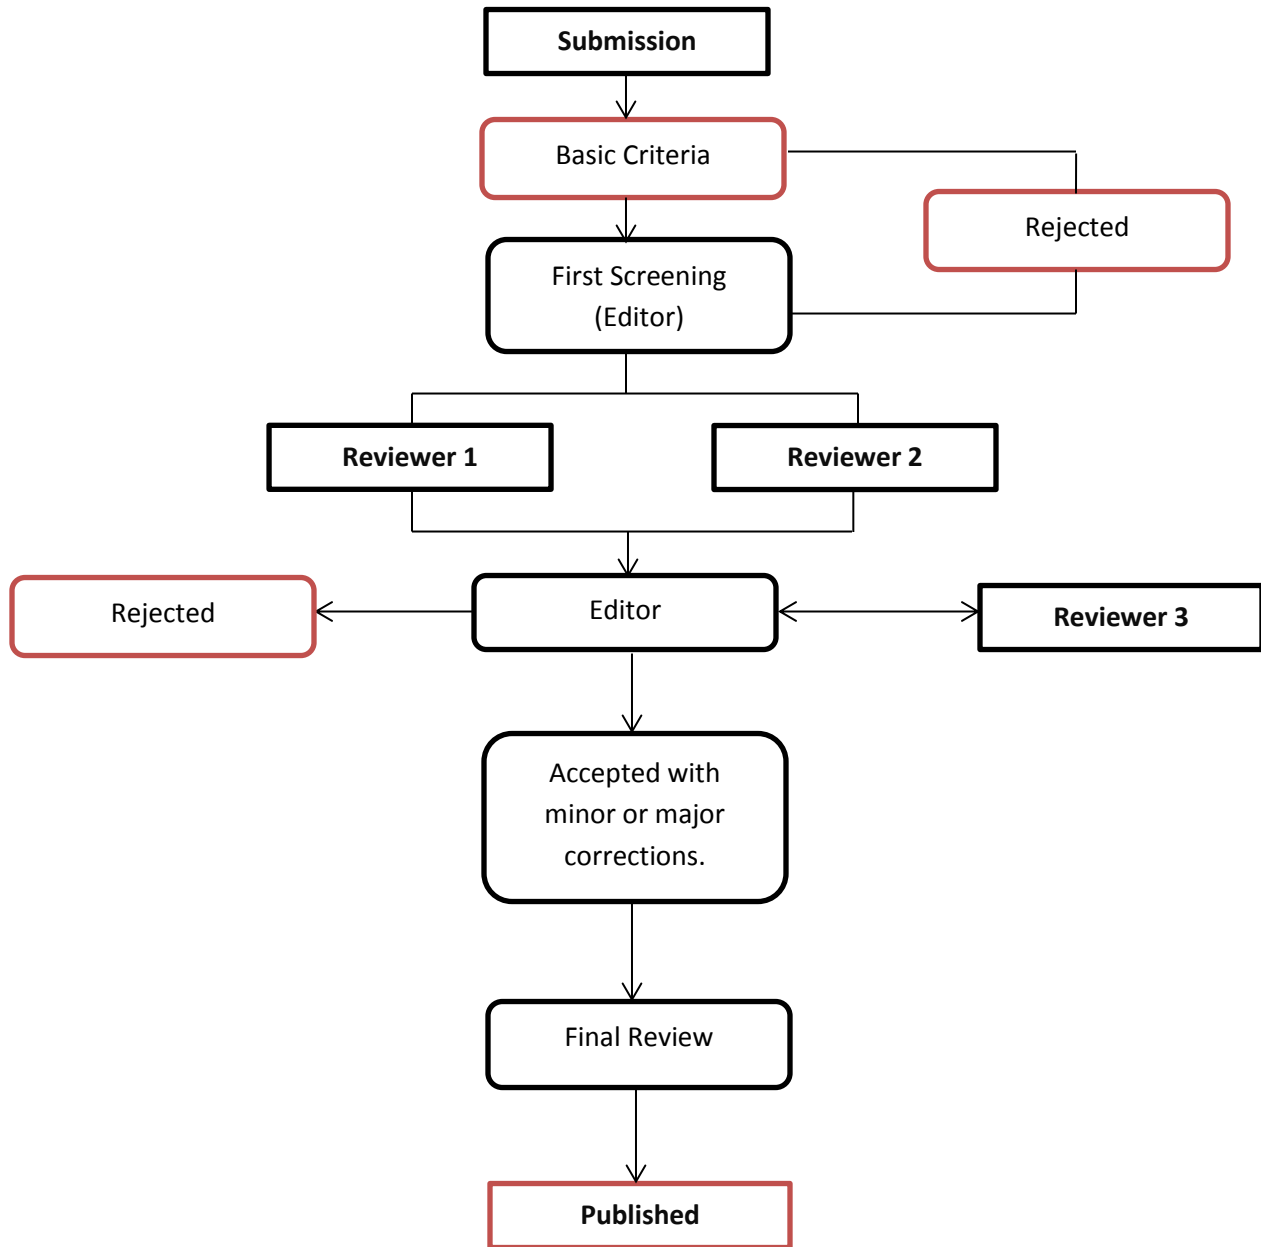 Submission
Basic Criteria
Rejected
First Screening
(Editor)
Reviewer 1
Reviewer 2
Rejected
Editor
Reviewer 3
Accepted with
minor or major
corrections.
Final Review
Published